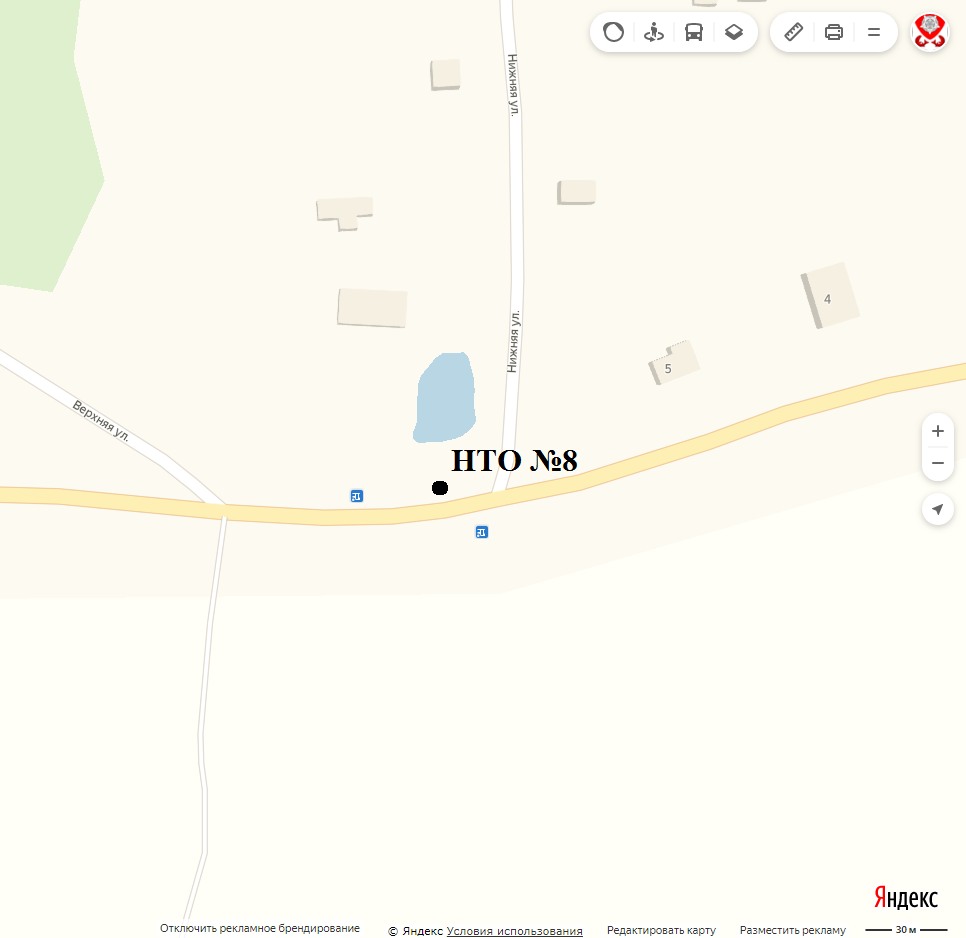 Нижняя ул.
4
Нижняя ул.
5
Верхняя ул.
НТО №8
Яндекс
Отключить рекламное брендирование
© Яндекс Условия использования
Редактировать карту
Разместить рекламу
30 м